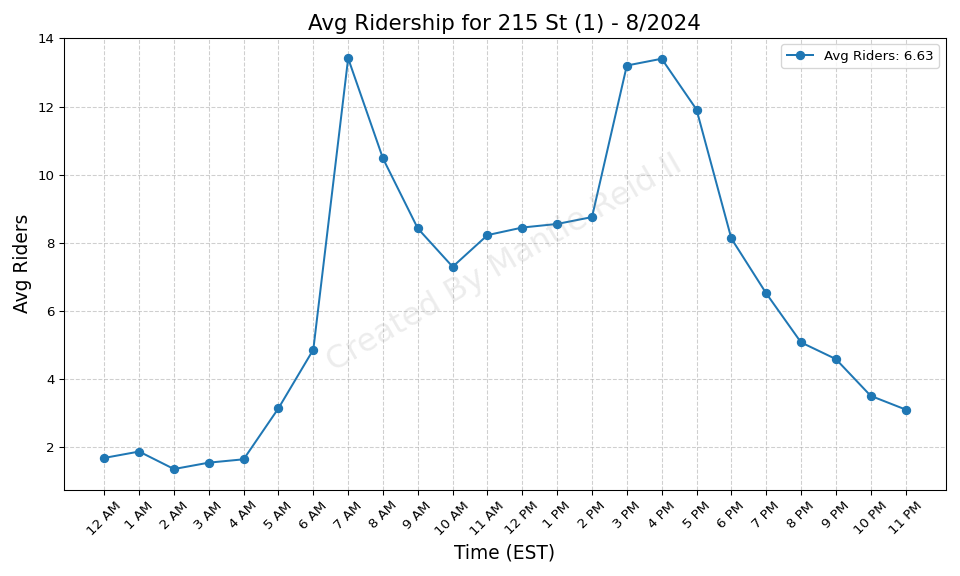 Avg Ridership for 215 St (1) - 8/2024
Avg Riders: 6.63
14
12
10
8
6
4
2
Avg Riders
Created By Mantie Reid II
12 AM
1 AM
2 AM
3 AM
4 AM
5 AM
6 AM
7 AM
8 AM
9 AM
10 AM
11 AM
12 PM
1 PM
2 PM
3 PM
4 PM
5 PM
6 PM
7 PM
8 PM
9 PM
10 PM
11 PM
Time (EST)